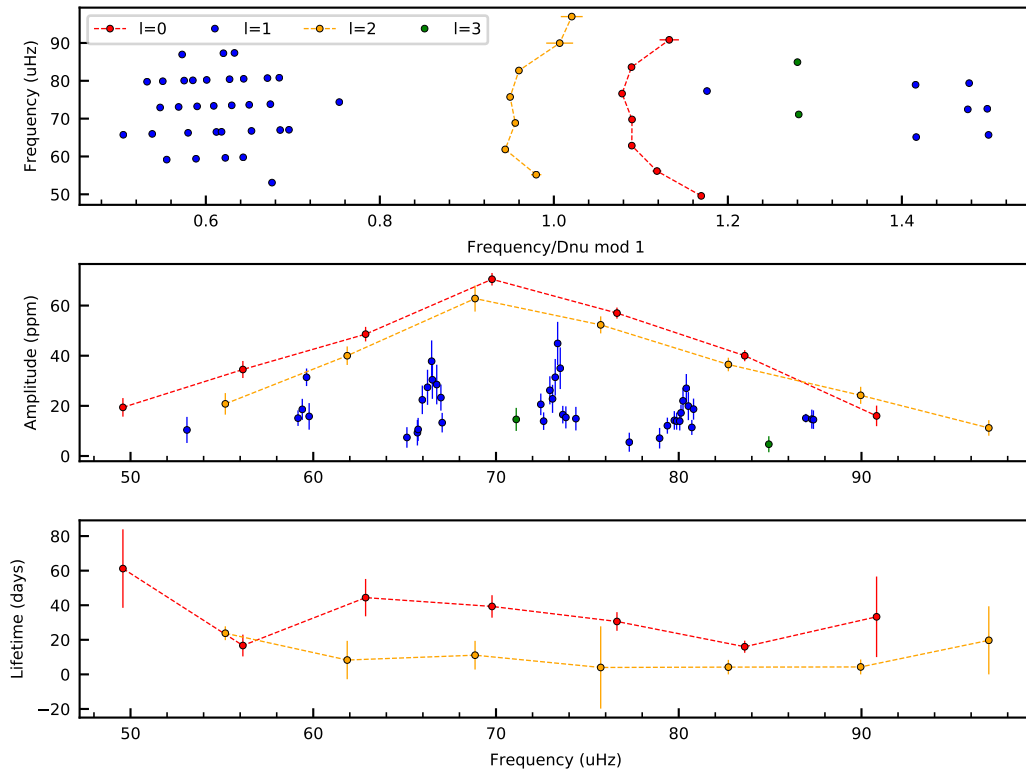 l=0 l=1 l=2 l=3
Frequency (uHz)
90
80
70
60
50
0.6 0.8 1.0 1.2 1.4
Frequency/Dnu mod 1
Amplitude (ppm)
60
40
20
0
50 60 70 80 90
Lifetime (days)
80
60
40
20
0
−20
50 60 70 80 90
Frequency (uHz)